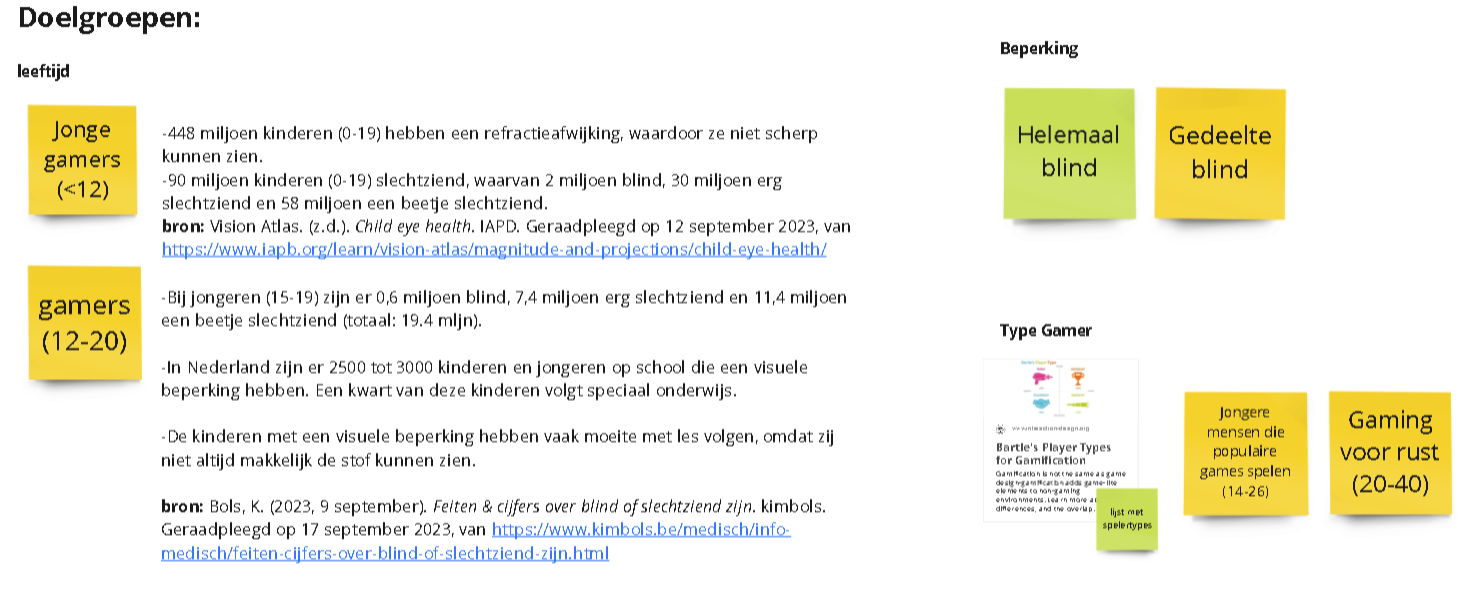 Doelgroepen:
leeftijd
Jonge
gamers
(<12)
-448 miljoen kinderen (0-19) hebben een refractieafwijking, waardoor ze niet scherp
kunnen zien.
-90 miljoen kinderen (0-19) slechtziend, waarvan 2 miljoen blind, 30 miljoen erg
slechtziend en 58 miljoen een beetje slechtziend.
bron: Vision Atlas. (z.d.). Child eye health. IAPD. Geraadpleegd op 12 september 2023, van
https://www.iapb.org/learn/vision-atlas/magnitude-and-projections/child-eye-health/
gamers
(12-20)
-Bij jongeren (15-19) zijn er 0,6 miljoen blind, 7,4 miljoen erg slechtziend en 11,4 miljoen
een beetje slechtziend (totaal: 19.4 mljn).
-In Nederland zijn er 2500 tot 3000 kinderen en jongeren op school die een visuele
beperking hebben. Een kwart van deze kinderen volgt speciaal onderwijs.
-De kinderen met een visuele beperking hebben vaak moeite met les volgen, omdat zij
niet altijd makkelijk de stof kunnen zien.
bron: Bols, K. (2023, 9 september). Feiten & cijfers over blind of slechtziend zijn. kimbols.
Geraadpleegd op 17 september 2023, van https://www.kimbols.be/medisch/info-
medisch/feiten-cijfers-over-blind-of-slechtziend-zijn.html
Beperking
Helemaal
blind
Gedeelte
blind
Type Gamer
Bartle's Player Types
for Gamification
Gamification is not the same as game
design-gamification adds game-like
elements to non-gaming
environments. Learn more a
differences, and the overlap.
lijst met
spelertypes
Jongere
mensen die
populaire
games spelen
(14-26)
Gaming
voor rust
(20-40)